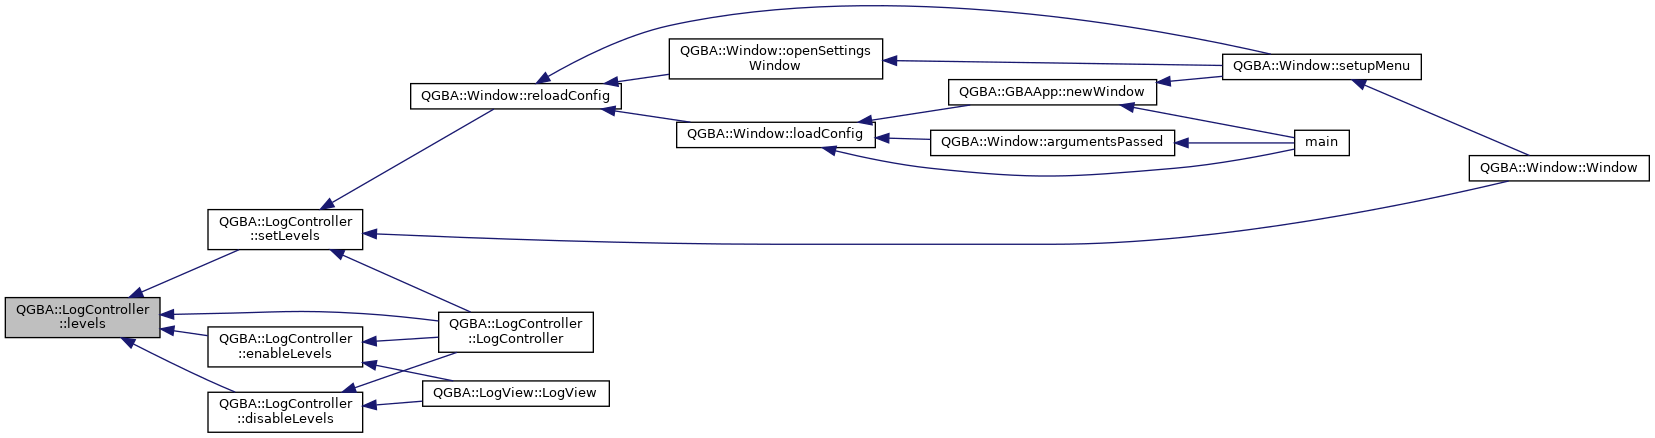 QGBA::LogController
::levels
QGBA::LogController
::setLevels
QGBA::Window::reloadConfig
QGBA::Window::openSettings
Window
QGBA::Window::setupMenu
QGBA::GBAApp::newWindow
QGBA::Window::loadConfig
QGBA::Window::argumentsPassed
main
QGBA::Window::Window
QGBA::LogController
::LogController
QGBA::LogController
::enableLevels
QGBA::LogView::LogView
QGBA::LogController
::disableLevels